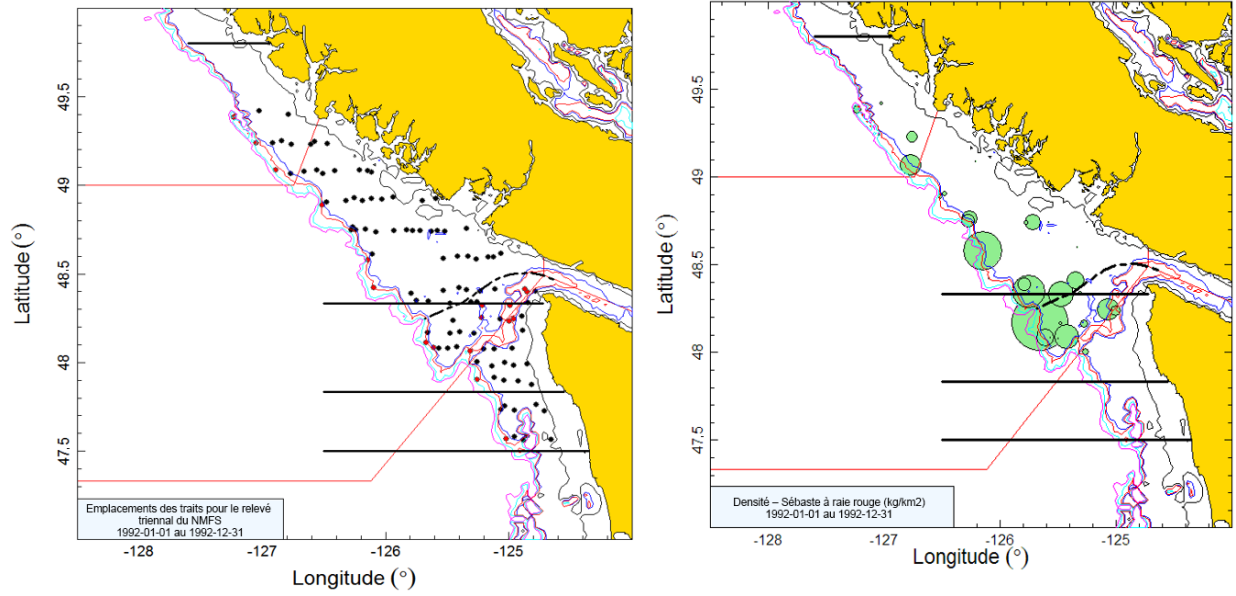 49.5
49
48.5
48
47.5
Latitude (°)
-128
-127
-126
-125
Longitude (°)
Emplacements des traits pour le relevé
triennal du NMFS
1992-01-01 au 1992-12-31
49.5
49
48.5
48
47.5
Latitude (°)
-128
-127
-126
-125
Longitude (°)
Densité – Sébaste à raie rouge (kg/km2)
1992-01-01 au 1992-12-31